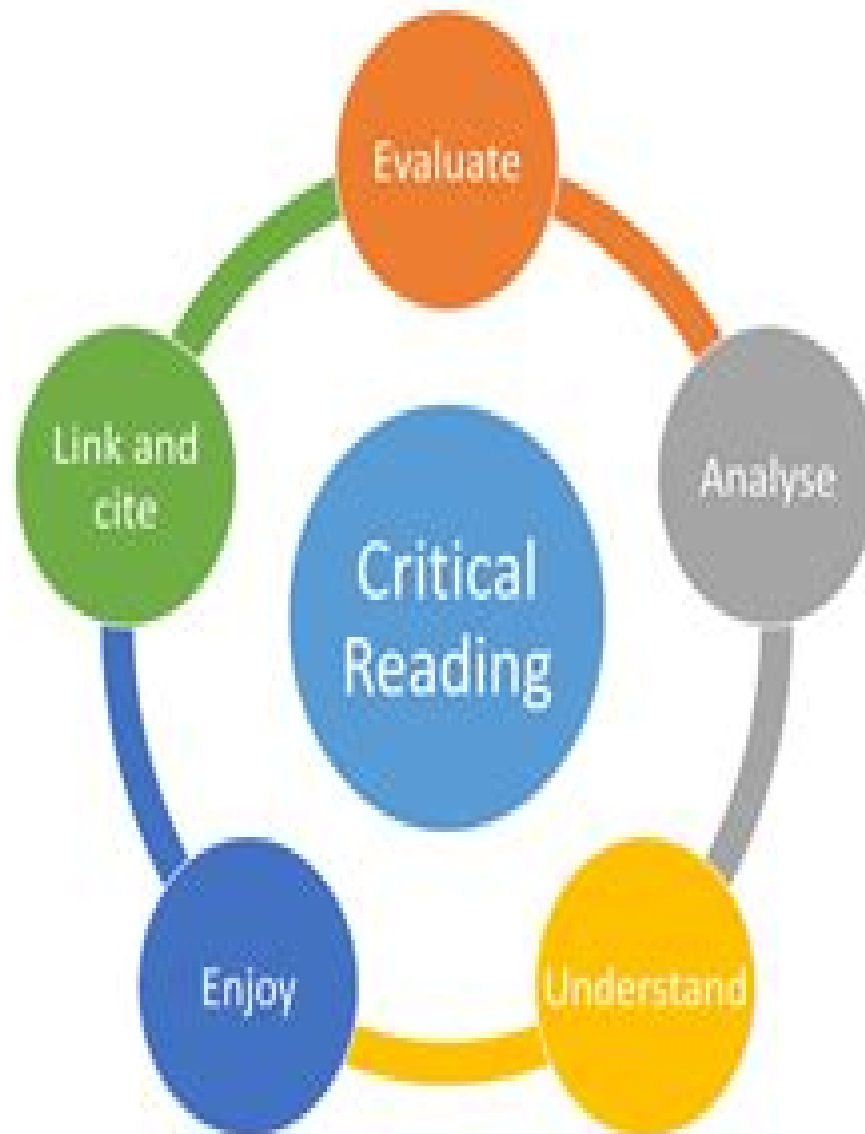 Evaluate
Analyse
Understand
Enjoy
Link and
cite
Critical
Reading